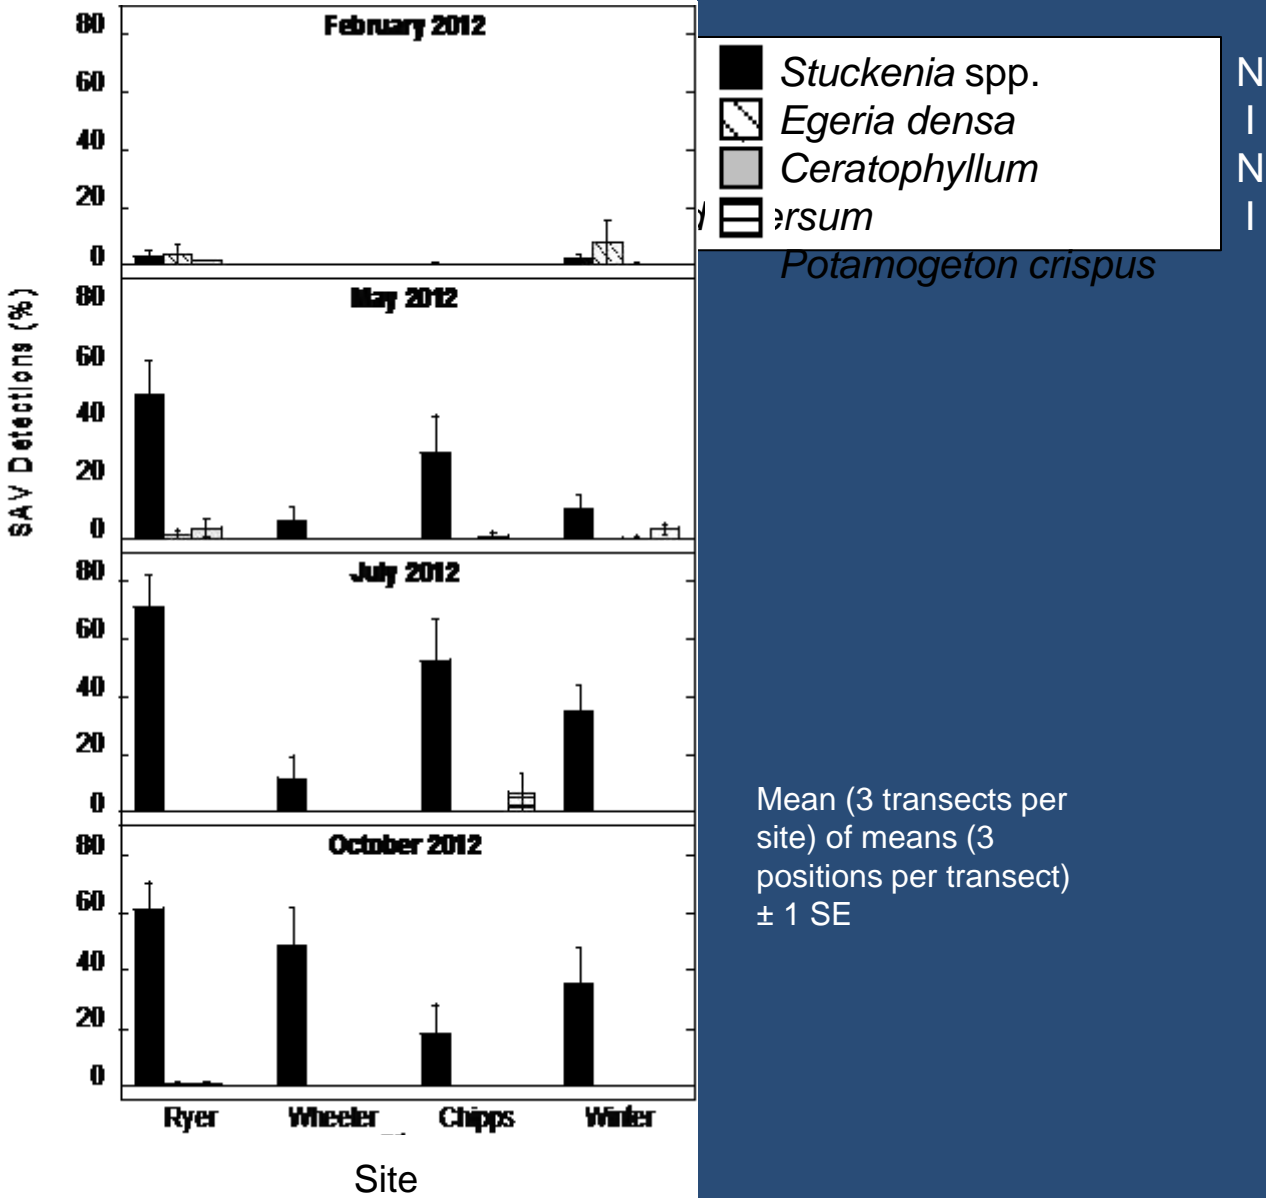 February 2012
80
60
40
20
0
Stuckenia spp.
Egeria densa
Ceratophyllum
ersum
Potamogeton crispus
N
I
N
I
SAV Detections (%)
May 2012
80
60
40
20
0
July 2012
80
60
40
20
0
October 2012
80
60
40
20
0
Ryer Wheeler Chipps Winter
Site
Mean (3 transects per
site) of means (3
positions per transect)
± 1 SE